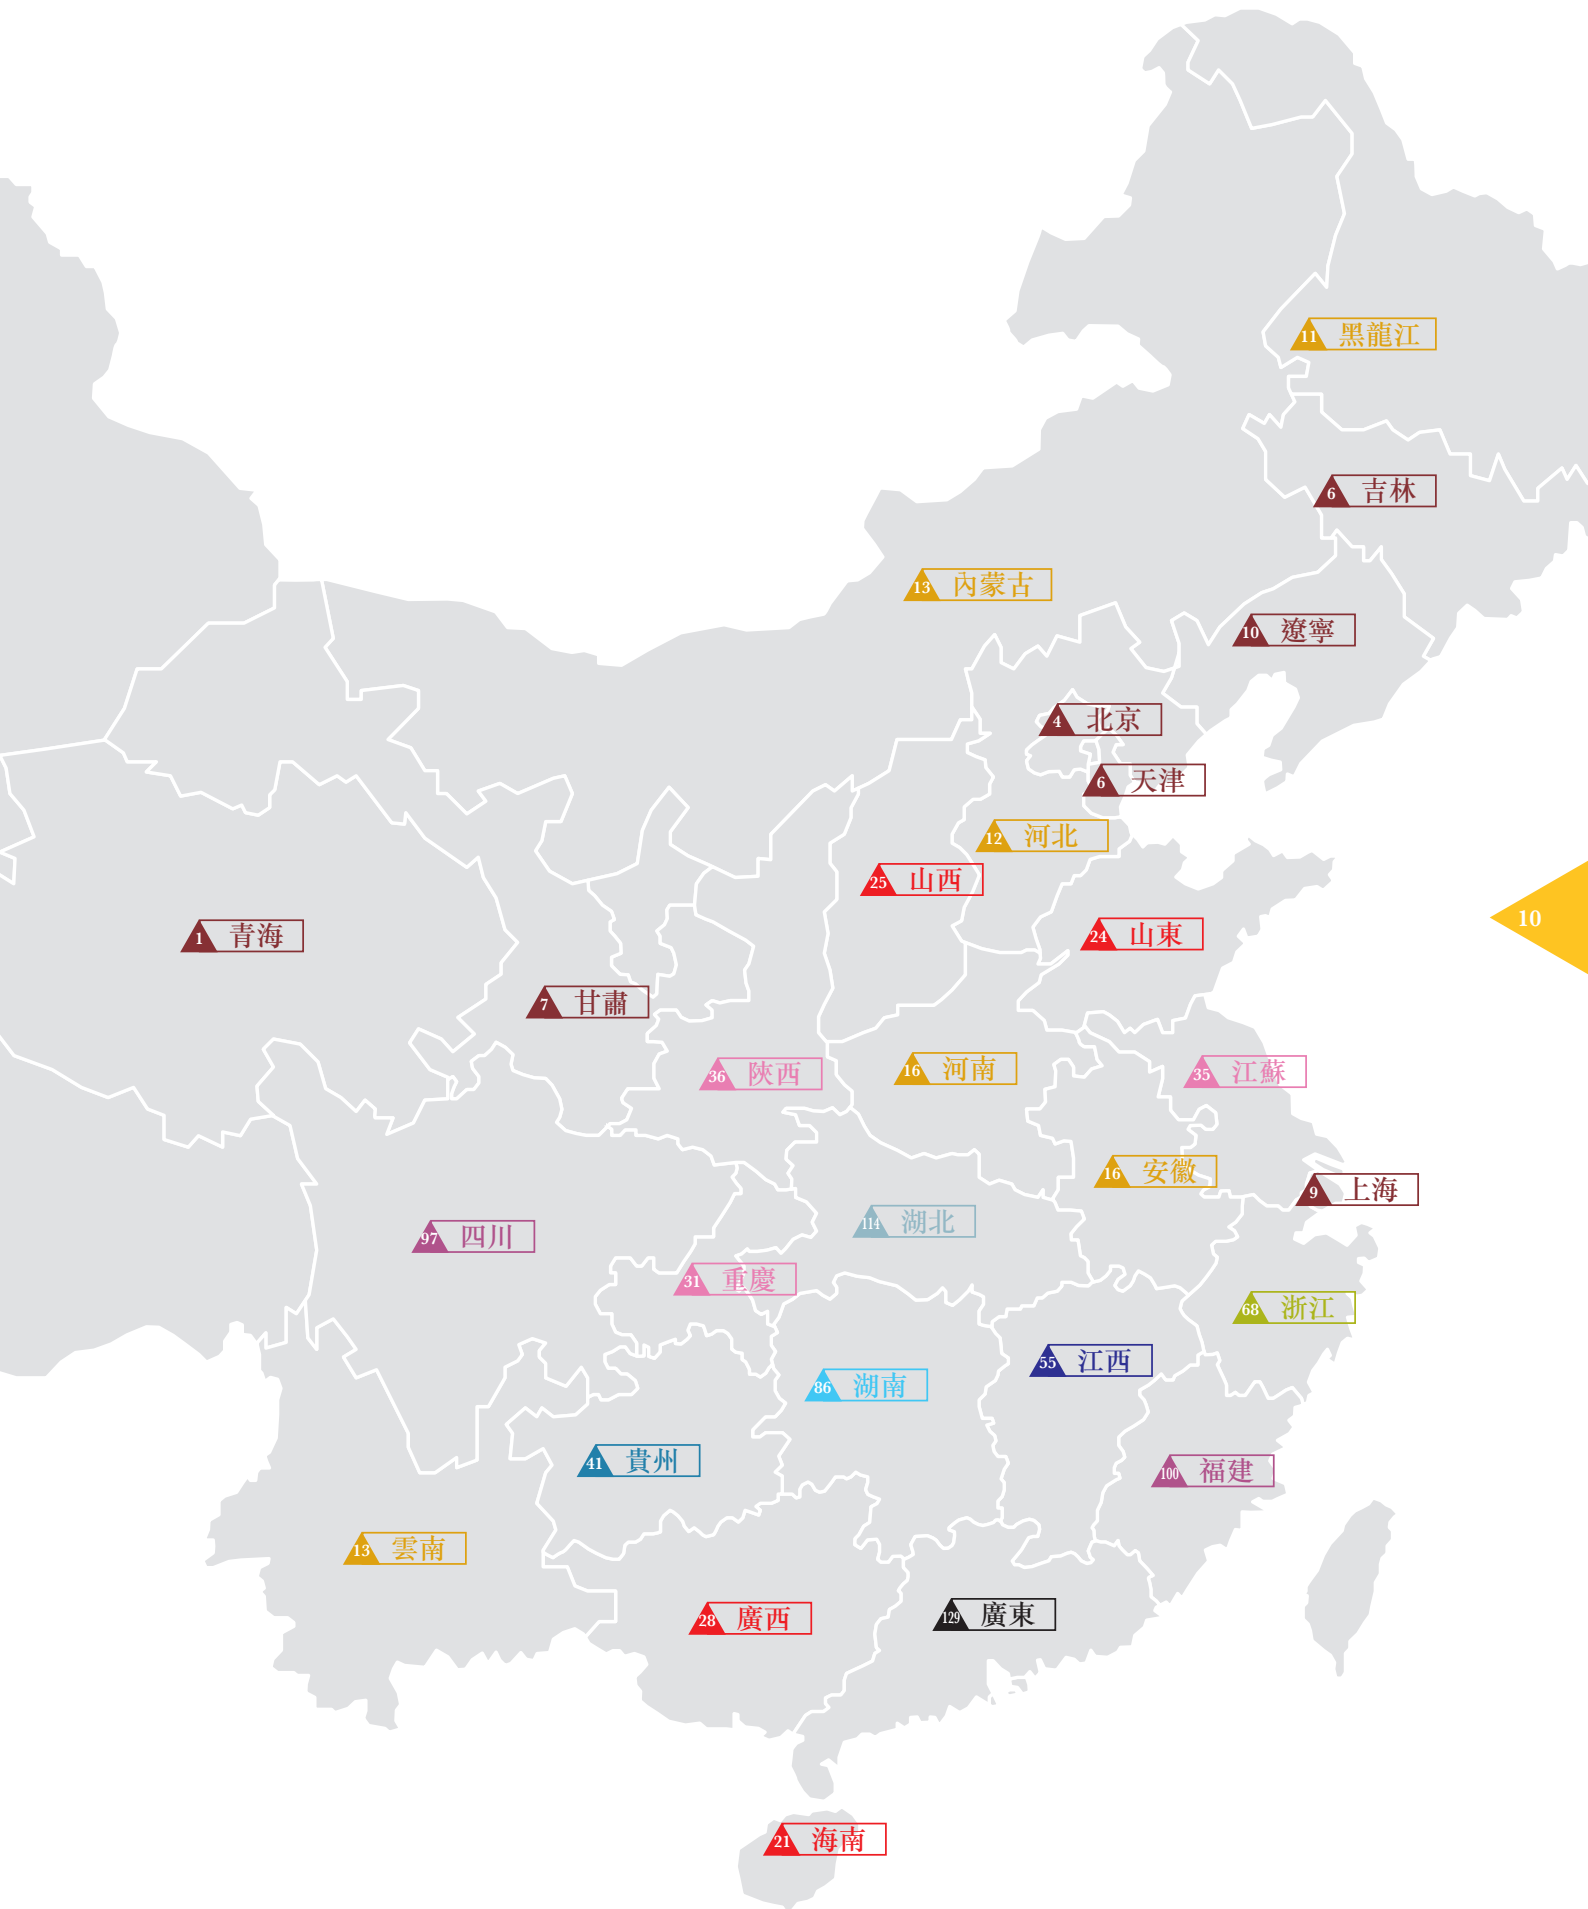 11 黑龍江
6 吉林
13 內蒙古
10 遼寧
4 北京
6 天津
12 河北
25 山西
10
24 山東
1 青海
7 甘肅
36 陝西
16 河南
35 江蘇
16 安徽
9 上海
114 湖北
97 四川
31 重慶
68 浙江
55 江西
86 湖南
41 貴州
100 福建
13 雲南
28 廣西
129 廣東
21 海南